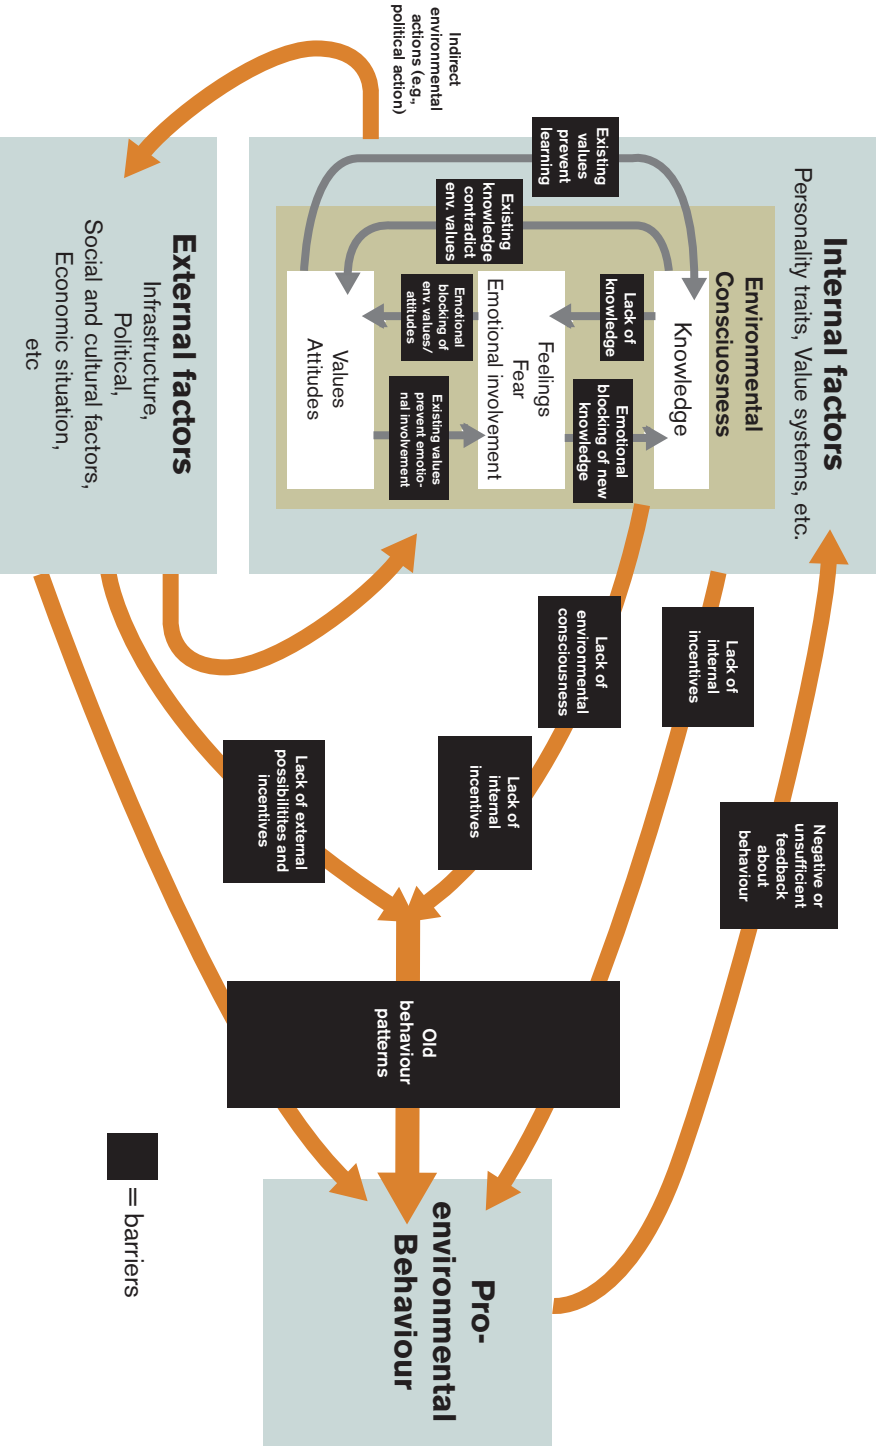 Indirect
environmental
actions (e.g.,
political action)
Internal factors
Personality traits, Value systems, etc.
Environmental
Consciuosness
Existing
values
prevent
learning
Existing
knowledge
contradict
env. values
Knowledge
Lack of
knowledge
Emotional
blocking of new
knowledge
Feelings
Fear
Emotional involvement
Emotional
blocking of
env. values/
attitudes
Existing values
prevent emotio-
nal involvement
Values
Attitudes
External factors
Infrastructure,
Political,
Social and cultural factors,
Economic situation,
etc
Negative or
unsufficient
feedback
about
behaviour
Lack of
internal
incentives
Lack of
environmental
consciousness
Lack of
internal
incentives
Lack of external
possibilitites and
incentives
Old
behaviour
patterns
Pro-
environmental
Behaviour
= barriers